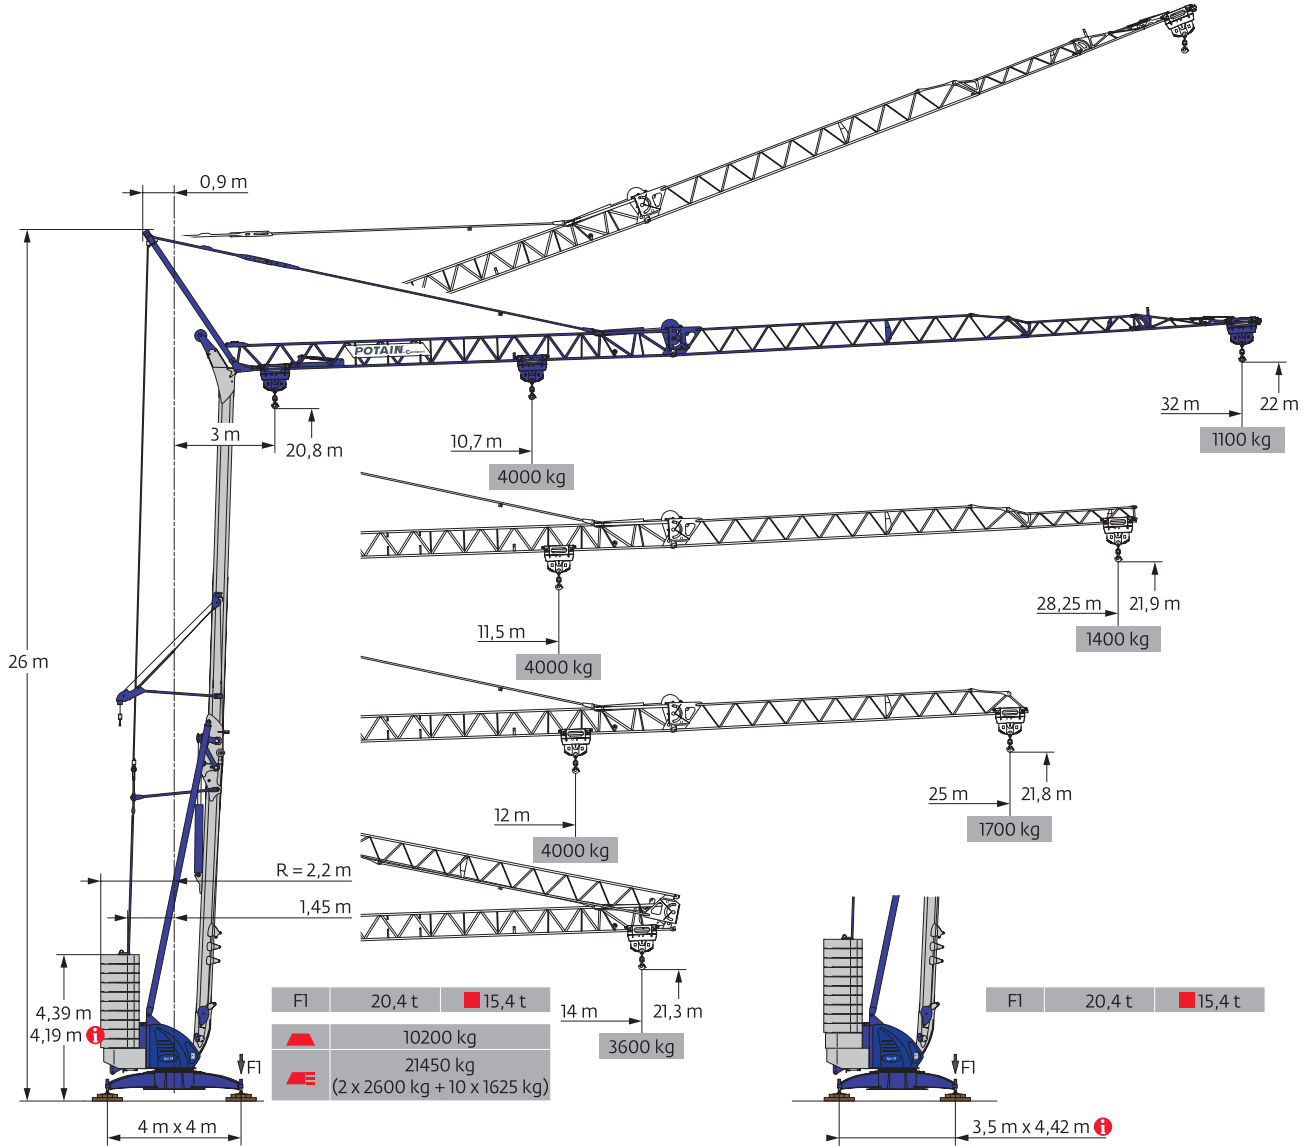 0,9 m
POTAIN
3 m
20,8 m
10,7 m
4000 kg
32 m
22 m
1100 kg
26 m
11,5 m
4000 kg
28,25 m
21,9 m
1400 kg
12 m
4000 kg
25 m
21,8 m
1700 kg
R = 2,2 m
1,45 m
14 m
21,3 m
3600 kg
4,39 m
4,19 m i
F1 20,4 t 15,4 t
10200 kg
21450 kg
(2 x 2600 kg + 10 x 1625 kg)
F1
4 m x 4 m
F1 20,4 t 15,4 t
F1
3,5 m x 4,42 m i